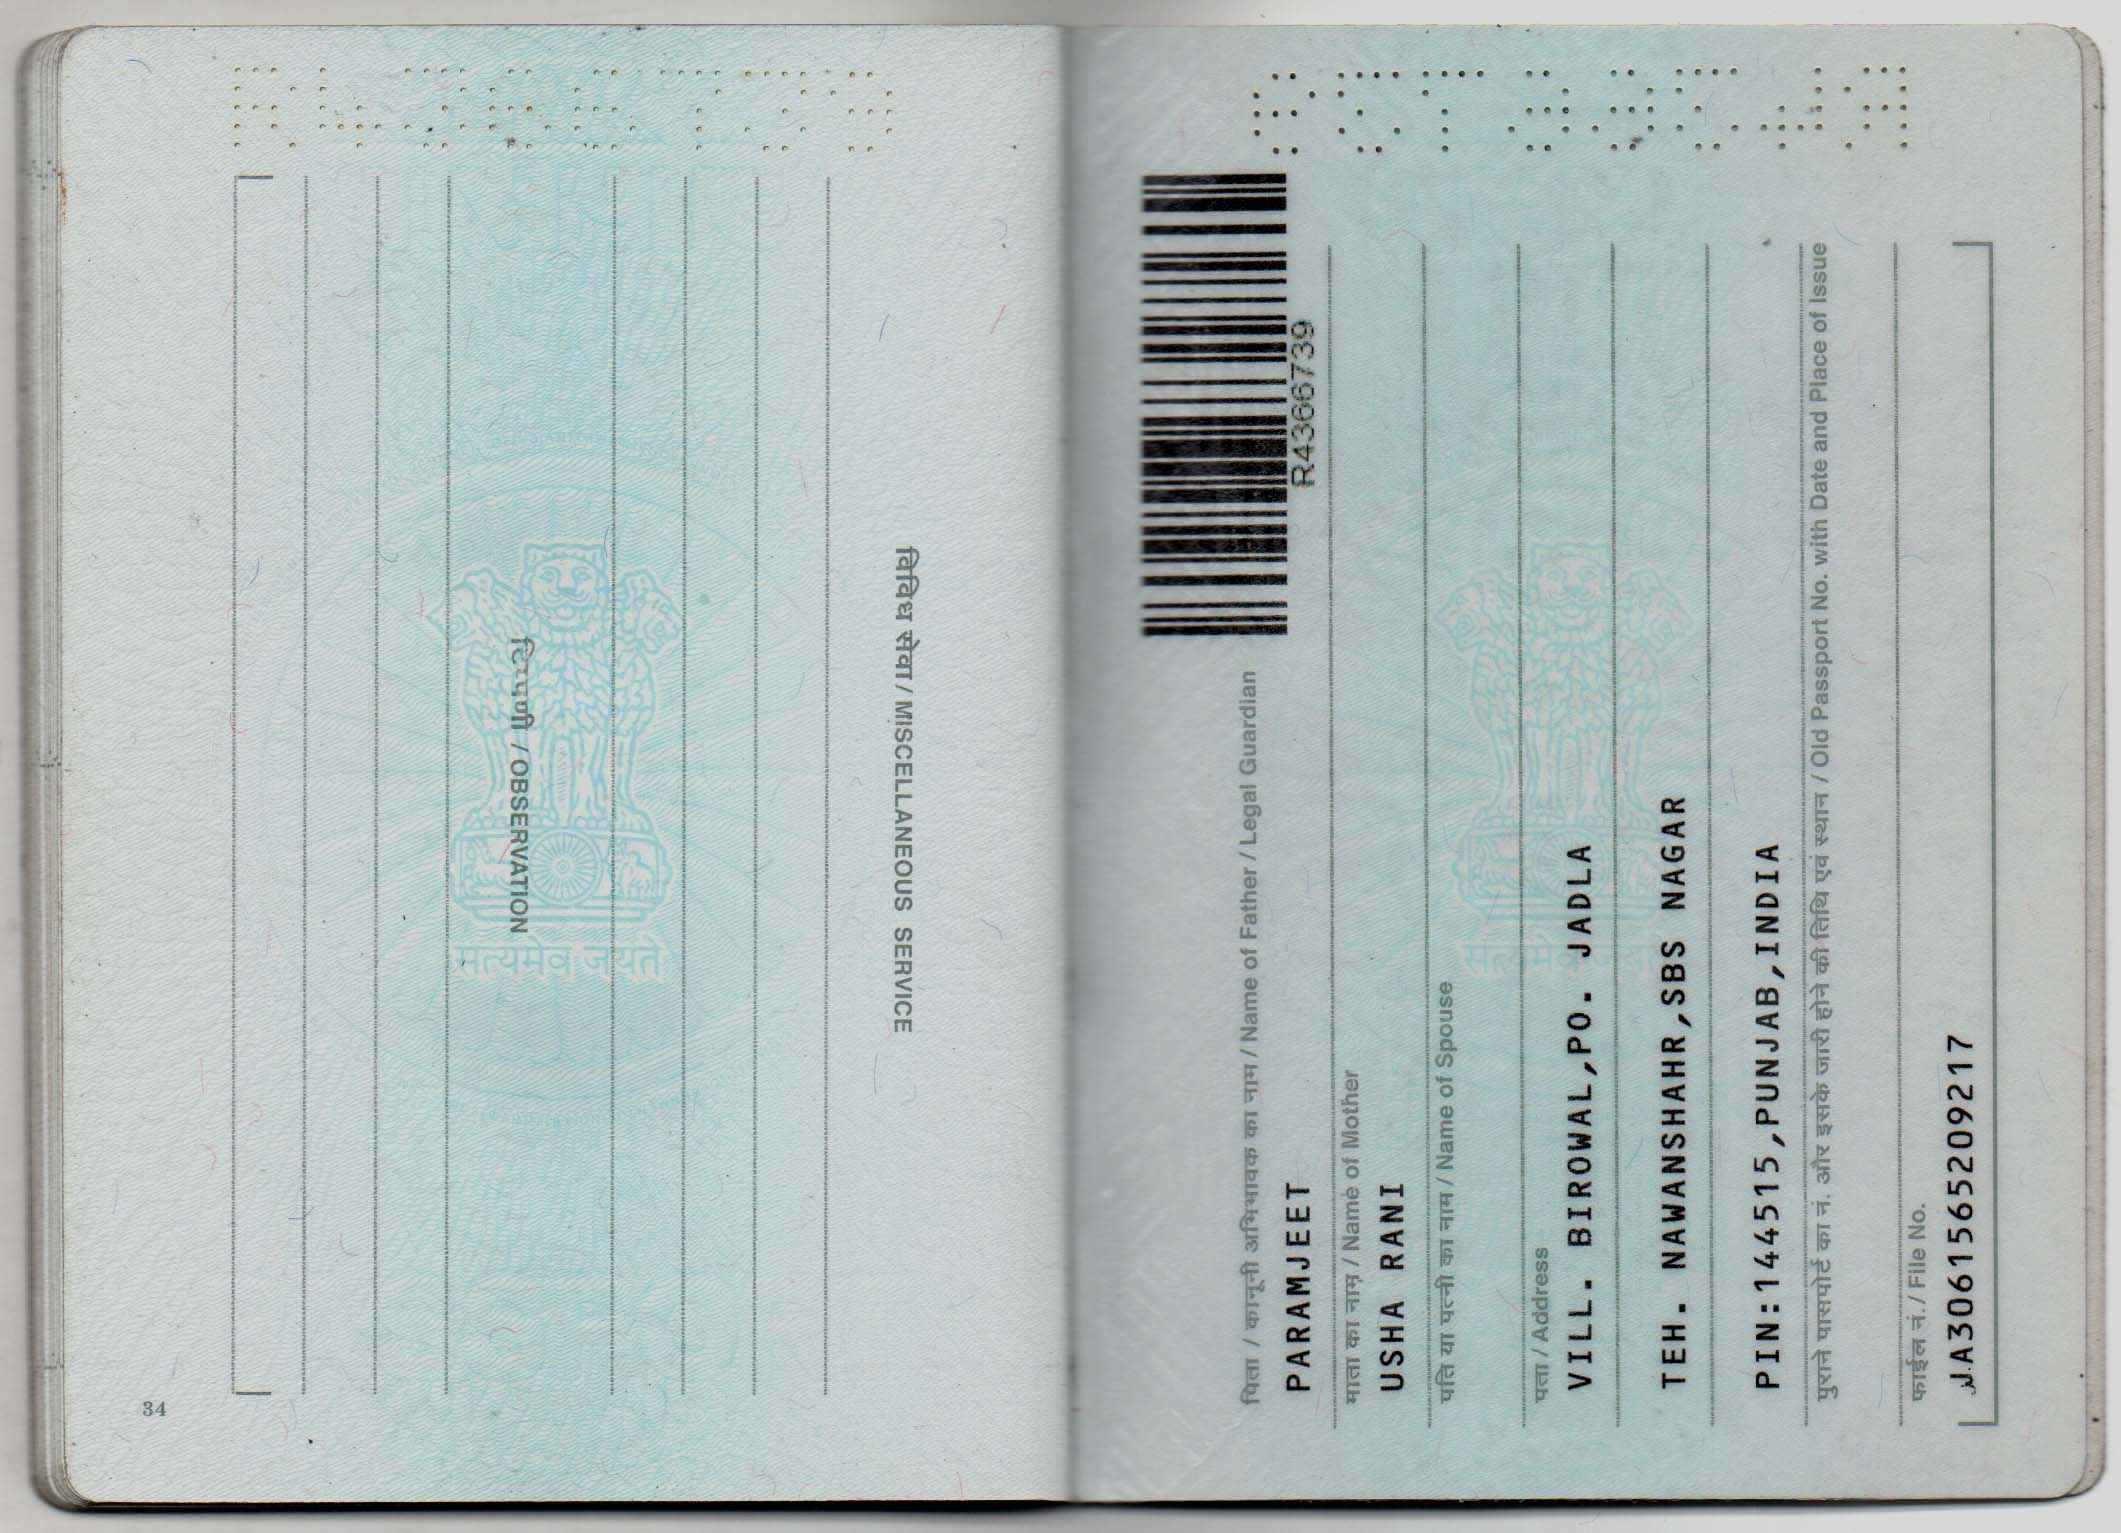 34
टिप्पणी / OBSERVATION
विविध सेवा / MISCELLANEOUS SERVICE
सत्यमेव जयते
R4366739
R4366739
पिता / कानूनी अभिभावक का नाम / Name of Father / Legal Guardian
PARAMJEET
माता का नाम / Name of Mother
USHA RANI
पति या पत्नी का नाम / Name of Spouse
पता / Address
VILL. BIROWAL,PO. JADLA
TEH. NAWANSHAHR,SBS NAGAR
PIN:144515,PUNJAB,INDIA
पुराने पासपोर्ट का नं. और इसके जारी होने की तिथि एवं स्थान / Old Passport No. with Date and Place of Issue
फाईल नं. / File No.
JA3061565209217
सत्यमेव जयते